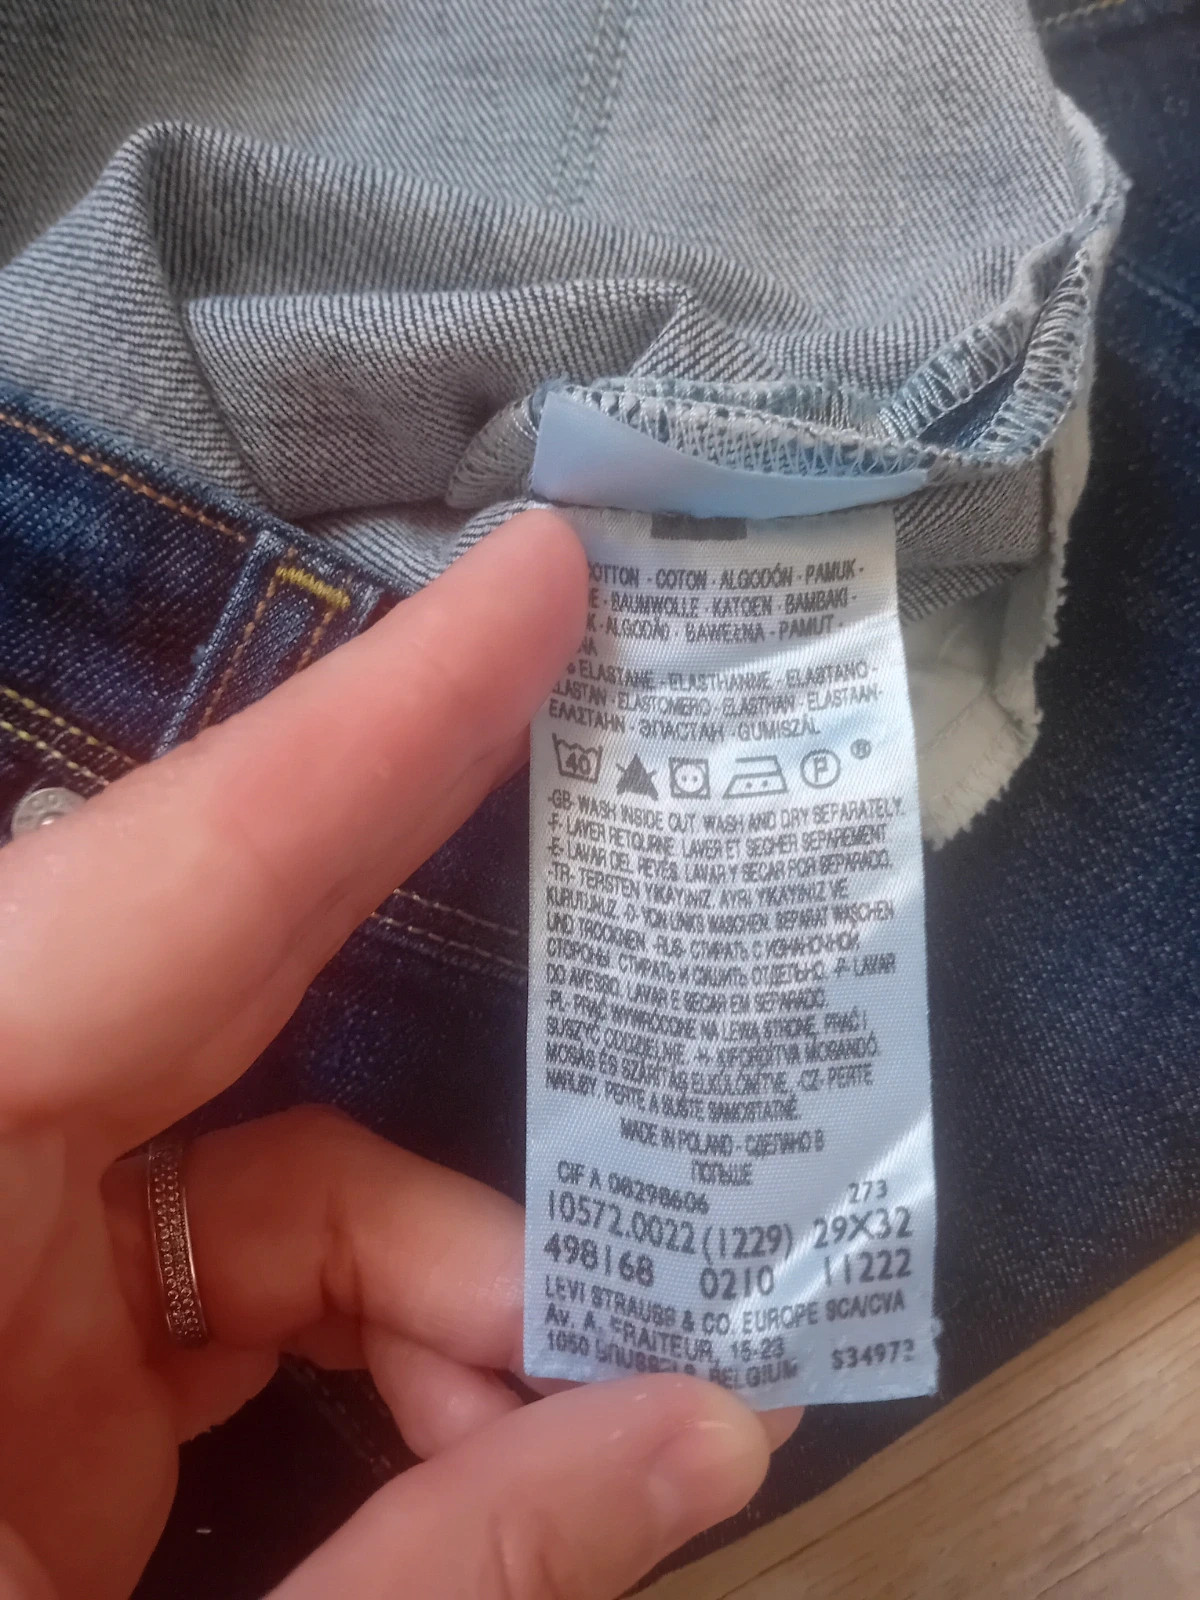 COTTON - COTON - ALGODÓN - PAMUK -
BAUMWOLLE - KATOEN - BAMBAKI -
ALGODÃO - BAWEŁNA - PAMUT -
ELASTANE - ELASTHANNE - ELASTANO -
ELASTAN - ELASTOMERO - ELASTHAN - ELASTAAN -
ΕΛΑΣΤΑΗΝ - ЭЛАСТАН - GUMISZÁL
40
P ®
-GB- WASH INSIDE OUT. WASH AND DRY SEPARATELY.
-F- LAVER RETOURNE. LAVER ET SECHER SEPAREMENT
-E- LAVAR DEL REVÉS. LAVAR Y SECAR POR SEPARADO.
-TR- TERSTEN YIKAYINIZ. AYRI YIKAYINIZ VE
KURUTUNUZ. -D- VON LINKS WASCHEN. SEPARAT WASCHEN
UND TROCKNEN. -RUS- СТИРАТЬ С ИЗНАНОЧНОЙ
СТОРОНЫ. СТИРАТЬ И СУШИТЬ ОТДЕЛЬНО. -P- LAVAR
DO AVESSO, LAVAR E SECAR EM SEPARADO.
-PL- PRAĆ WYWRÓCONE NA LEWĄ STRONĘ, PRAĆ I
SUSZYĆ ODDZIELNIE. -H- KIFORDÍTVA MOSANDÓ.
MOSÁS ÉS SZÁRÍTÁS ELKÜLÖNÍTVE. -CZ- PERTE
NARUBY. PERTE A SUŠTE SAMOSTATNĚ.
MADE IN POLAND - СДЕЛАНО В
ПОЛЬШЕ
CIF A 08298606 273
10572.0022 (1229) 29X32
498168 0210 11222
LEVI STRAUSS & CO. EUROPE SCA/CVA
Av. A. FRAITEUR, 15-23
1050 BRUSSELS, BELGIUM S34972